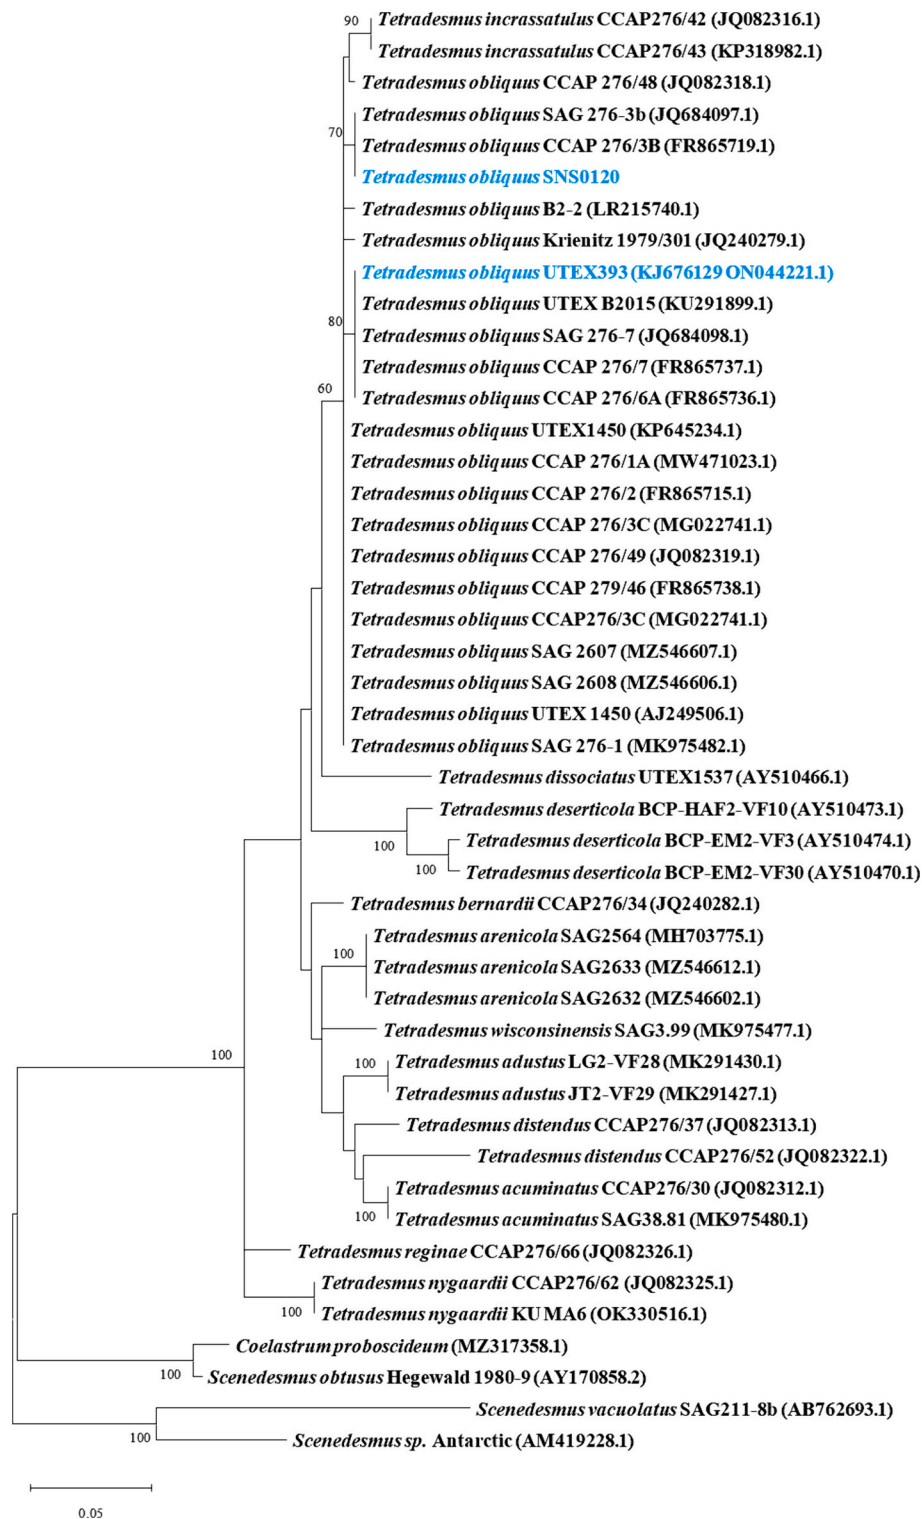 90
Tetradesmus incrassatulus CCAP276/42 (JQ082316.1)
Tetradesmus incrassatulus CCAP276/43 (KP318982.1)
Tetradesmus obliquus CCAP 276/48 (JQ082318.1)
Tetradesmus obliquus SAG 276-3b (JQ684097.1)
70
Tetradesmus obliquus CCAP 276/3B (FR865719.1)
Tetradesmus obliquus SNS0120
Tetradesmus obliquus B2-2 (LR215740.1)
Tetradesmus obliquus Krienitz 1979/301 (JQ240279.1)
Tetradesmus obliquus UTEX393 (KJ676129 ON044221.1)
Tetradesmus obliquus UTEX B2015 (KU291899.1)
80
Tetradesmus obliquus SAG 276-7 (JQ684098.1)
Tetradesmus obliquus CCAP 276/7 (FR865737.1)
60
Tetradesmus obliquus CCAP 276/6A (FR865736.1)
Tetradesmus obliquus UTEX1450 (KP645234.1)
Tetradesmus obliquus CCAP 276/1A (MW471023.1)
Tetradesmus obliquus CCAP 276/2 (FR865715.1)
Tetradesmus obliquus CCAP 276/3C (MG022741.1)
Tetradesmus obliquus CCAP 276/49 (JQ082319.1)
Tetradesmus obliquus CCAP 279/46 (FR865738.1)
Tetradesmus obliquus CCAP276/3C (MG022741.1)
Tetradesmus obliquus SAG 2607 (MZ546607.1)
Tetradesmus obliquus SAG 2608 (MZ546606.1)
Tetradesmus obliquus UTEX 1450 (AJ249506.1)
Tetradesmus obliquus SAG 276-1 (MK975482.1)
Tetradesmus dissociatus UTEX1537 (AY510466.1)
Tetradesmus deserticola BCP-HAF2-VF10 (AY510473.1)
100
Tetradesmus deserticola BCP-EM2-VF3 (AY510474.1)
100
Tetradesmus deserticola BCP-EM2-VF30 (AY510470.1)
Tetradesmus bernardii CCAP276/34 (JQ240282.1)
Tetradesmus arenicola SAG2564 (MH703775.1)
100
Tetradesmus arenicola SAG2633 (MZ546612.1)
Tetradesmus arenicola SAG2632 (MZ546602.1)
Tetradesmus wisconsinensis SAG3.99 (MK975477.1)
100
100
Tetradesmus adustus LG2-VF28 (MK291430.1)
Tetradesmus adustus JT2-VF29 (MK291427.1)
Tetradesmus distendus CCAP276/37 (JQ082313.1)
Tetradesmus distendus CCAP276/52 (JQ082322.1)
Tetradesmus acuminatus CCAP276/30 (JQ082312.1)
100
Tetradesmus acuminatus SAG38.81 (MK975480.1)
Tetradesmus reginae CCAP276/66 (JQ082326.1)
Tetradesmus nygaardii CCAP276/62 (JQ082325.1)
100
Tetradesmus nygaardii KU MA6 (OK330516.1)
Coelastrum proboscideum (MZ317358.1)
100
Scenedesmus obtusus Hegewald 1980-9 (AY170858.2)
Scenedesmus vacuolatus SAG211-8b (AB762693.1)
100
Scenedesmus sp. Antarctic (AM419228.1)
0.05